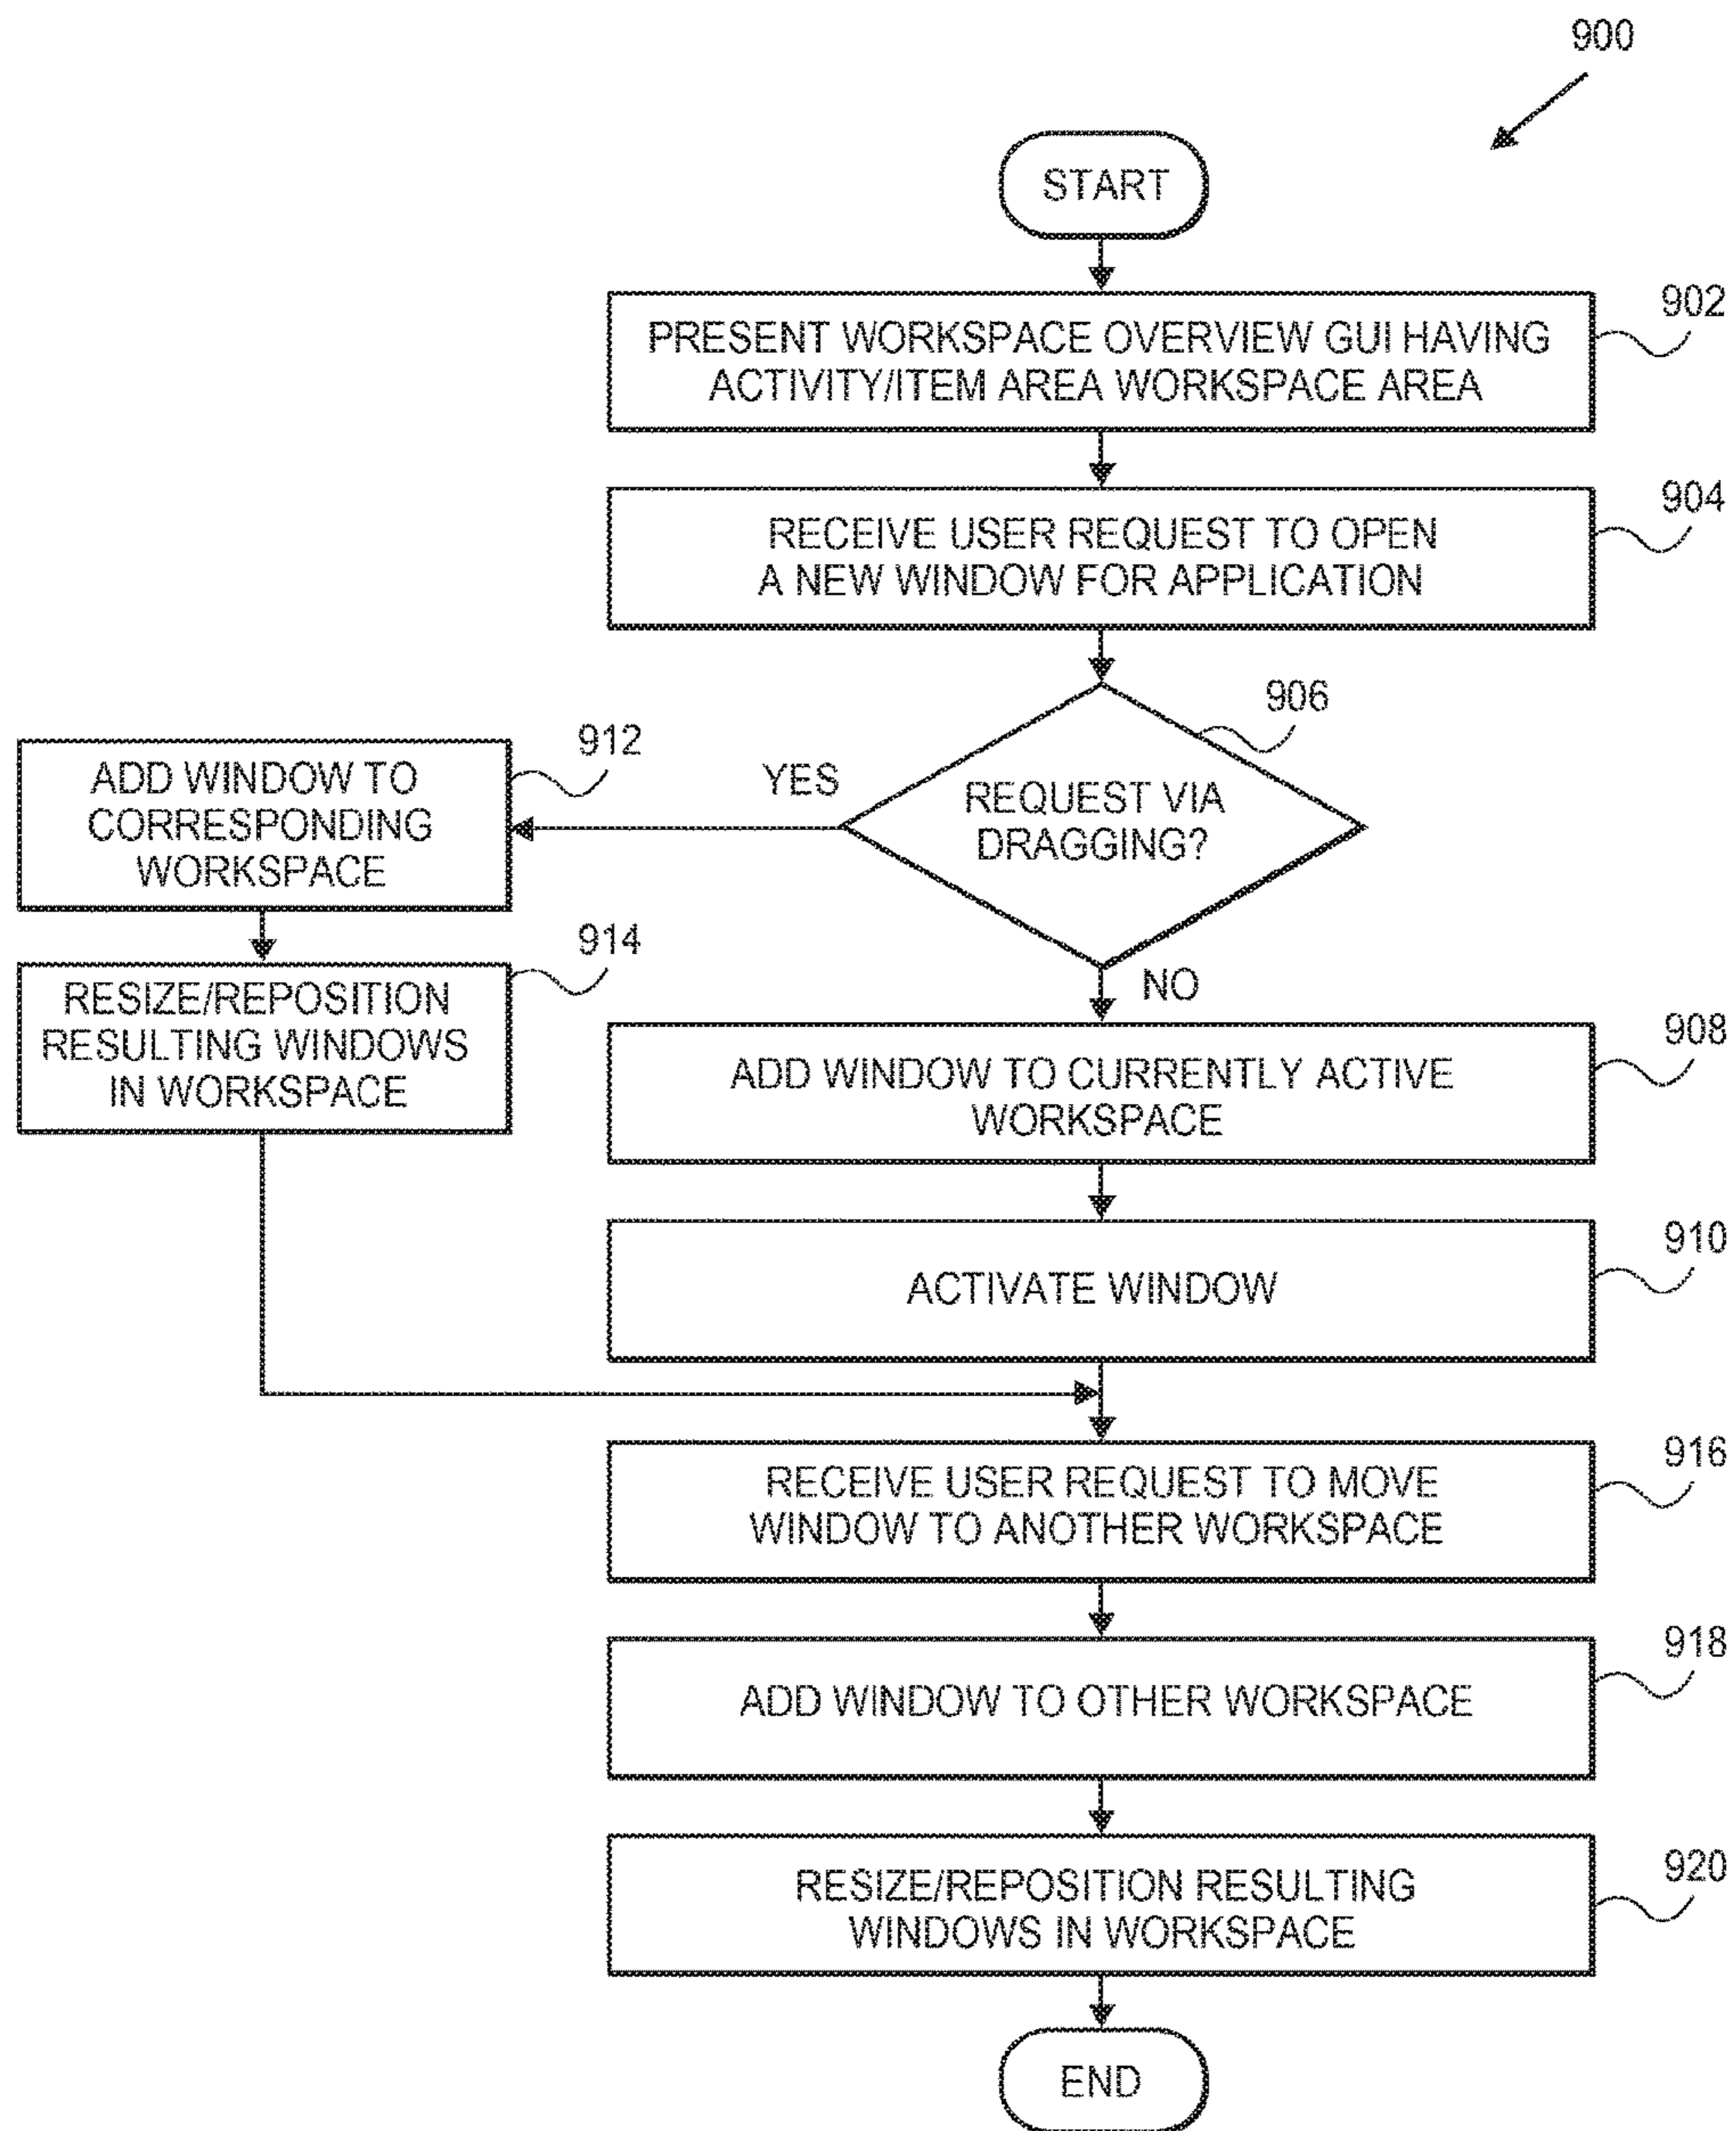 900
START
902
PRESENT WORKSPACE OVERVIEW GUI HAVING
ACTIVITY/ITEM AREA WORKSPACE AREA
904
RECEIVE USER REQUEST TO OPEN
A NEW WINDOW FOR APPLICATION
906
REQUEST VIA
DRAGGING?
YES
912
ADD WINDOW TO
CORRESPONDING
WORKSPACE
914
RESIZE/REPOSITION
RESULTING WINDOWS
IN WORKSPACE
NO
908
ADD WINDOW TO CURRENTLY ACTIVE
WORKSPACE
910
ACTIVATE WINDOW
916
RECEIVE USER REQUEST TO MOVE
WINDOW TO ANOTHER WORKSPACE
918
ADD WINDOW TO OTHER WORKSPACE
920
RESIZE/REPOSITION RESULTING
WINDOWS IN WORKSPACE
END